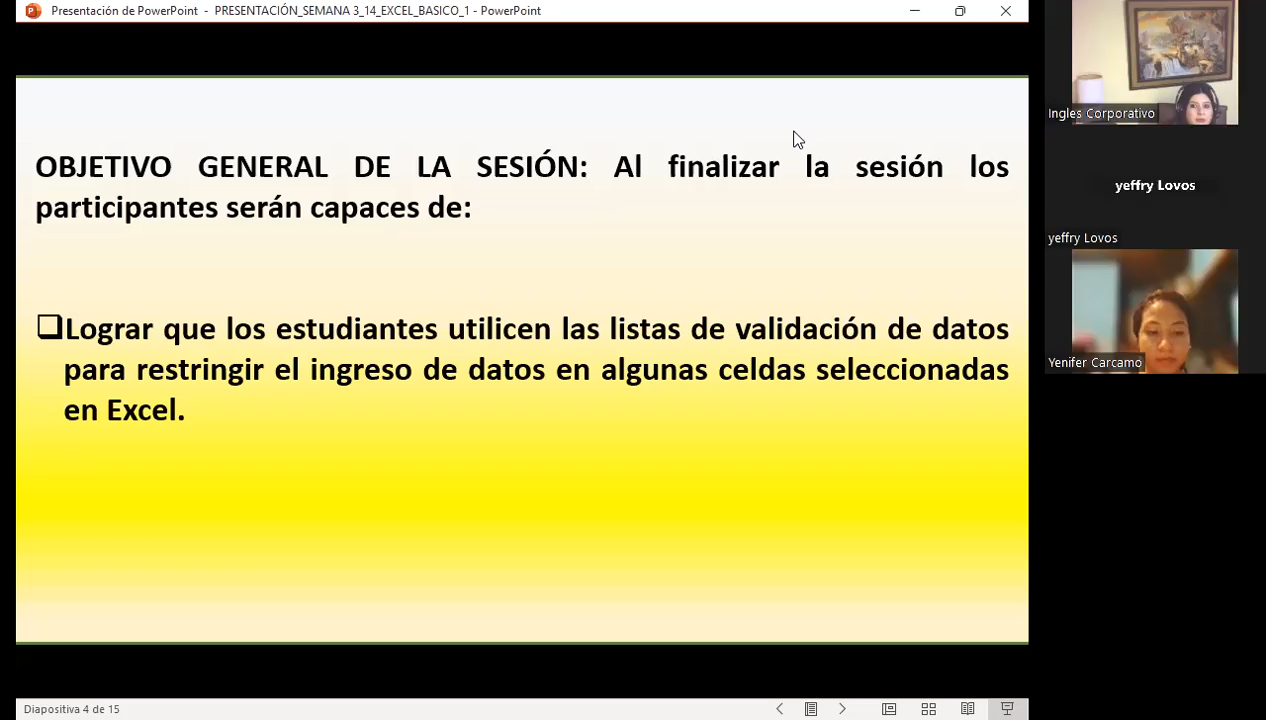 Presentación de PowerPoint - PRESENTACIÓN_SEMANA 3_14_EXCEL_BASICO_1 - PowerPoint
OBJETIVO GENERAL DE LA SESIÓN: Al finalizar la sesión los
participantes serán capaces de:
Lograr que los estudiantes utilicen las listas de validación de datos
para restringir el ingreso de datos en algunas celdas seleccionadas
en Excel.
Diapositiva 4 de 15
Ingles Corporativo
yeffry Lovos
yeffry Lovos
Yenifer Carcamo